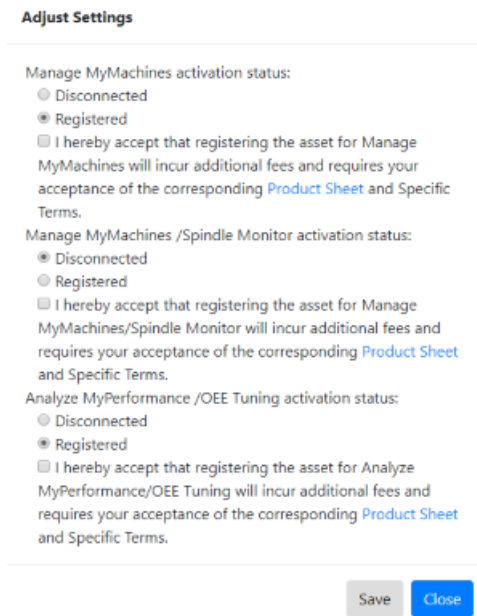 Adjust Settings
Manage MyMachines activation status:
Disconnected
Registered
I hereby accept that registering the asset for Manage
MyMachines will incur additional fees and requires your
acceptance of the corresponding Product Sheet and Specific
Terms.
Manage MyMachines /Spindle Monitor activation status:
Disconnected
Registered
I hereby accept that registering the asset for Manage
MyMachines/Spindle Monitor will incur additional fees and
requires your acceptance of the corresponding Product Sheet
and Specific Terms.
Analyze MyPerformance /OEE Tuning activation status:
Disconnected
Registered
I hereby accept that registering the asset for Analyze
MyPerformance/OEE Tuning will incur additional fees and
requires your acceptance of the corresponding Product Sheet
and Specific Terms.
Save Close